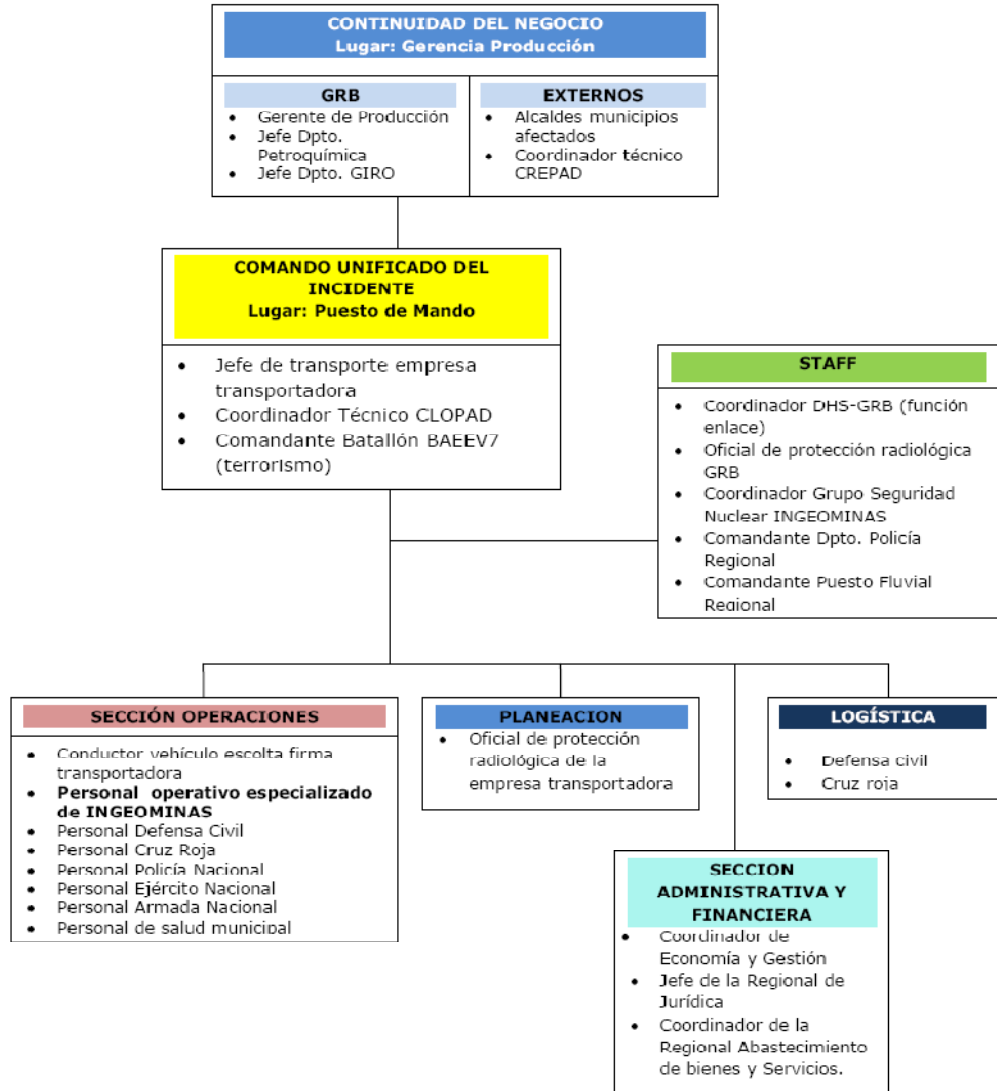 CONTINUIDAD DEL NEGOCIO
Lugar: Gerencia Producción
GRB
• Gerente de Producción
• Jefe Dpto.
Petroquímica
• Jefe Dpto. GIRO
EXTERNOS
• Alcaldes municipios
afectados
• Coordinador técnico
CREPAD
COMANDO UNIFICADO DEL
INCIDENTE
Lugar: Puesto de Mando
• Jefe de transporte empresa
transportadora
• Coordinador Técnico CLOPAD
• Comandante Batallón BAEEV7
(terrorismo)
STAFF
• Coordinador DHS-GRB (función
enlace)
• Oficial de protección radiológica
GRB
• Coordinador Grupo Seguridad
Nuclear INGEOMINAS
• Comandante Dpto. Policía
Regional
• Comandante Puesto Fluvial
Regional
SECCIÓN OPERACIONES
• Conductor vehículo escolta firma
transportadora
• Personal operativo especializado
de INGEOMINAS
• Personal Defensa Civil
• Personal Cruz Roja
• Personal Policía Nacional
• Personal Ejército Nacional
• Personal Armada Nacional
• Personal de salud municipal
PLANEACION
• Oficial de protección
radiológica de la
empresa transportadora
LOGÍSTICA
• Defensa civil
• Cruz roja
SECCION
ADMINISTRATIVA Y
FINANCIERA
• Coordinador de
Economía y Gestión
• Jefe de la Regional de
Jurídica
• Coordinador de la
Regional Abastecimiento
de bienes y Servicios.